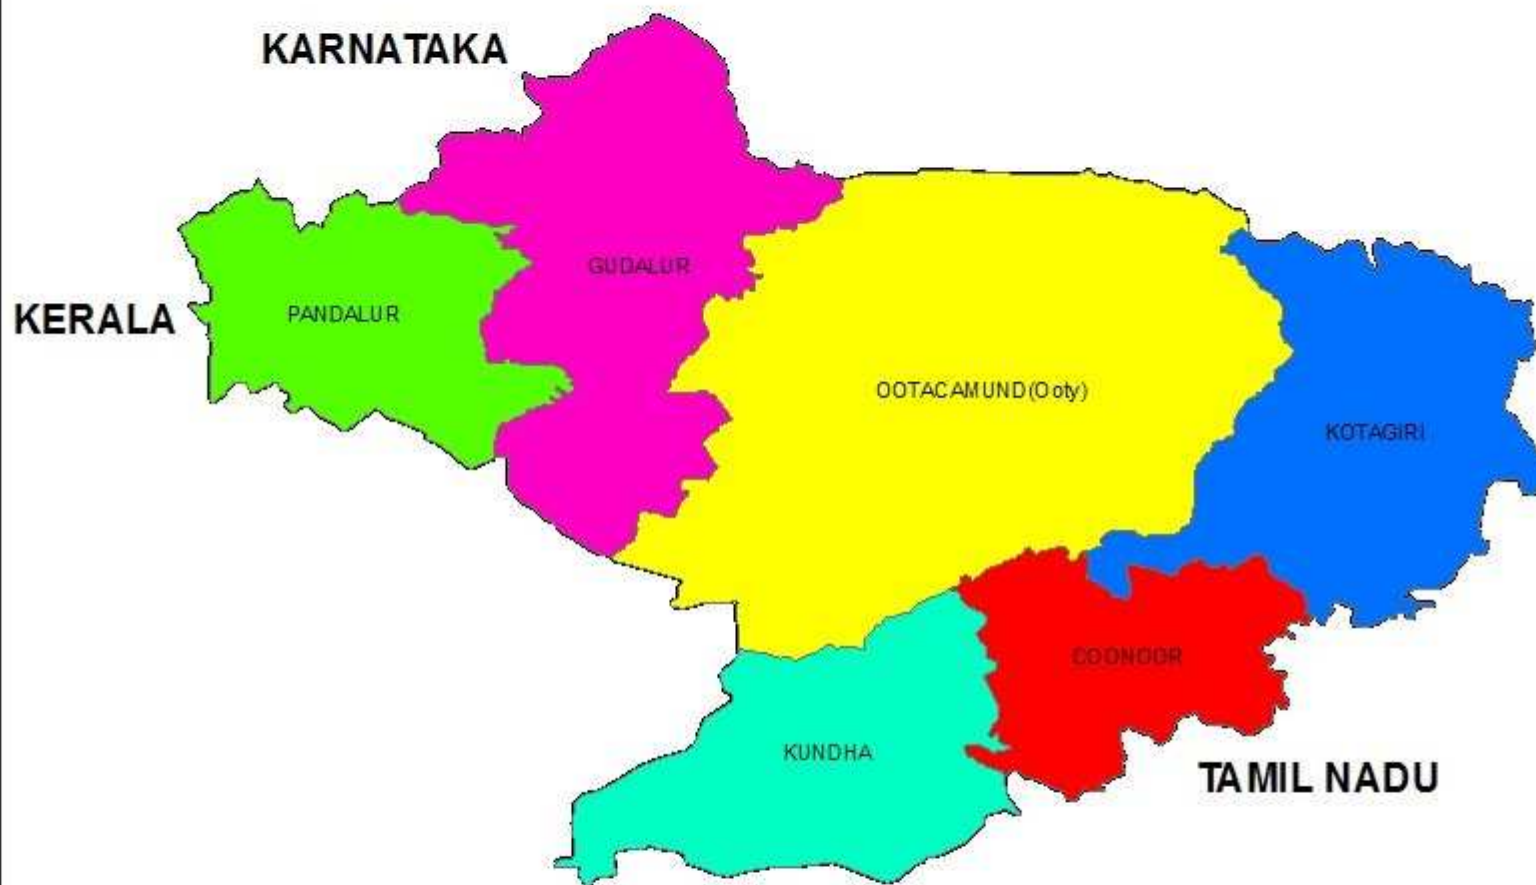 KARNATAKA
GUDALUR
KERALA
PANDALUR
OOTACAMUND(Ooty)
KOTAGIRI
COONOOR
KUNDHA
TAMIL NADU